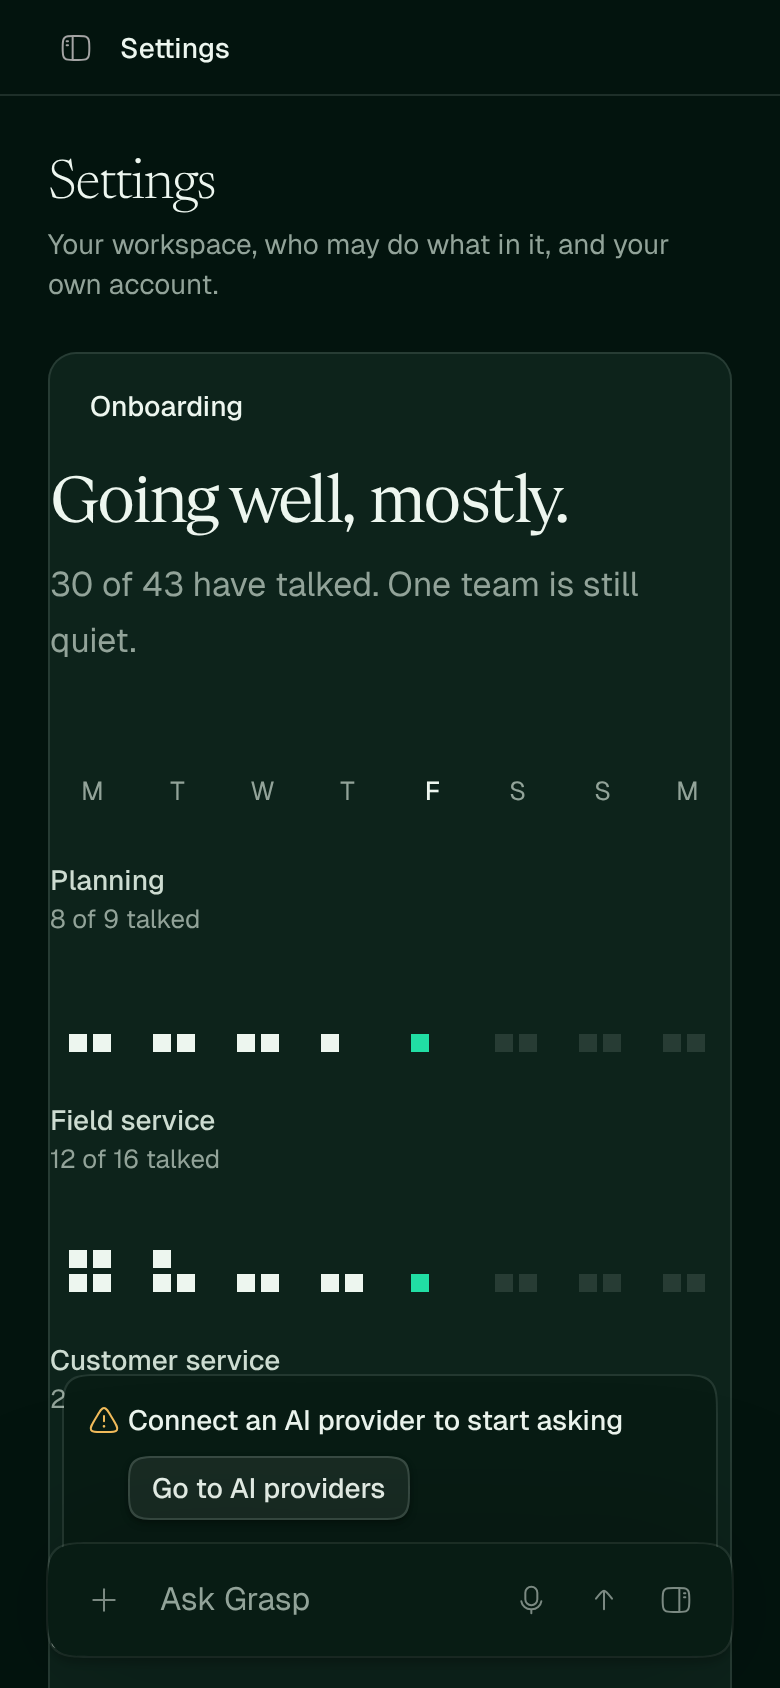 Settings
Settings
Your workspace, who may do what in it, and your
own account.
Onboarding
Going well, mostly.
30 of 43 have talked. One team is still
quiet.
M T W T F S S M
Planning
8 of 9 talked
Field service
12 of 16 talked
Customer service
2
Connect an AI provider to start asking
Go to AI providers
Ask Grasp